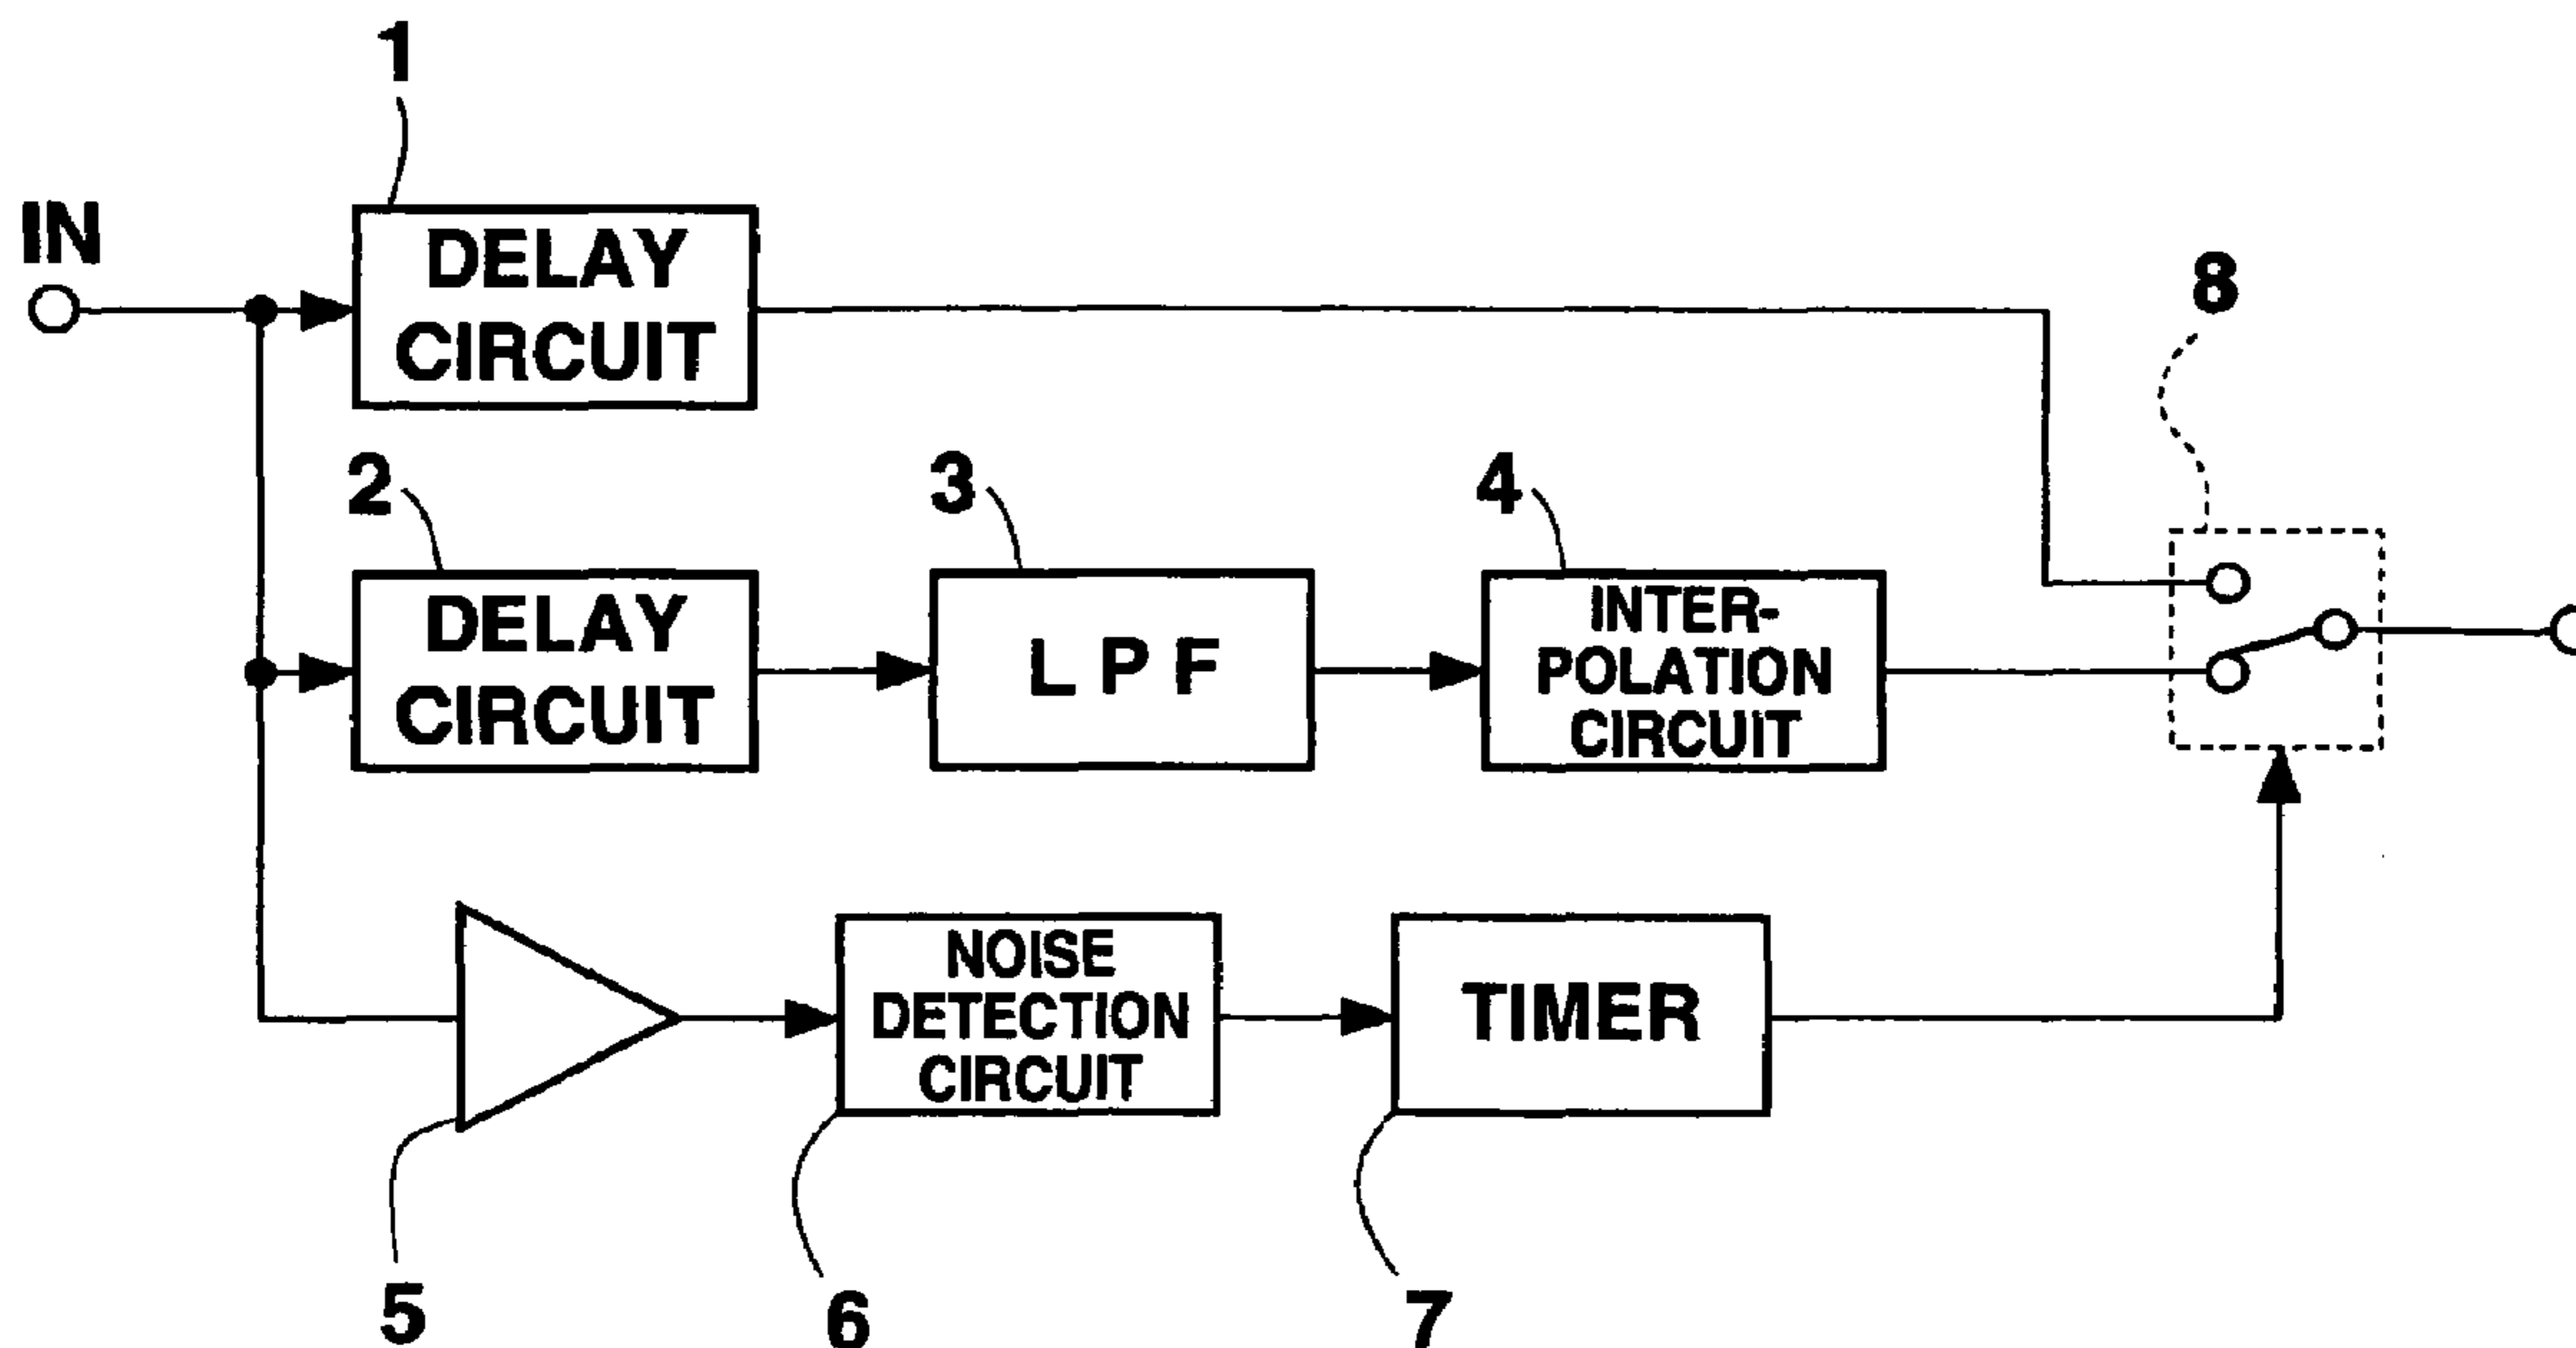 1
IN
DELAY
CIRCUIT
8
2
DELAY
CIRCUIT
3
L P F
4
INTER-
POLATION
CIRCUIT
5
NOISE
DETECTION
CIRCUIT
6
TIMER
7